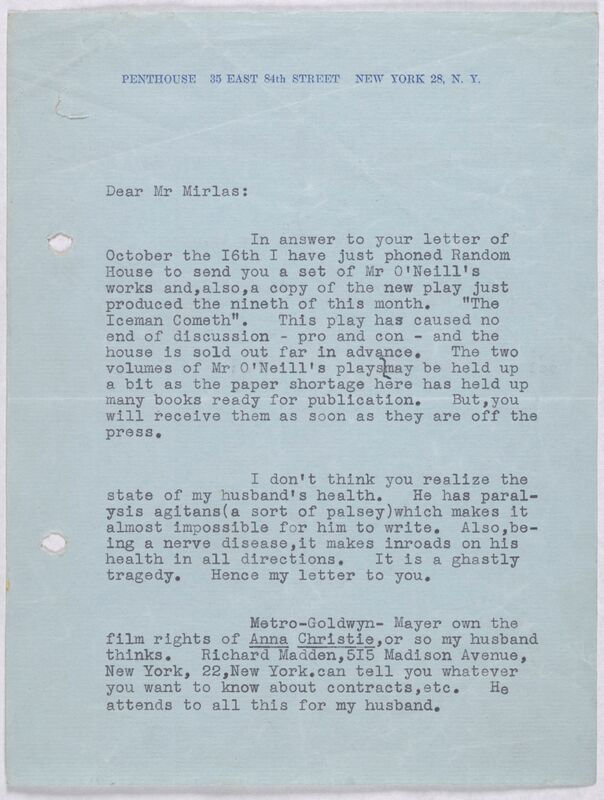 PENTHOUSE 35 EAST 84th STREET NEW YORK 28, N. Y.
Dear Mr Mirlas:
In answer to your letter of
October the I6th I have just phoned Random
House to send you a set of Mr O'Neill's
works and,also,a copy of the new play just
produced the nineth of this month. "The
Iceman Cometh". This play has caused no
end of discussion - pro and con - and the
house is sold out far in advance. The two
volumes of Mr O'Neill's plays may be held up
a bit as the paper shortage here has held up
many books ready for publication. But,you
will receive them as soon as they are off the
press.
I don't think you realize the
state of my husband's health. He has paral-
ysis agitans(a sort of palsey)which makes it
almost impossible for him to write. Also,be-
ing a nerve disease,it makes inroads on his
health in all directions. It is a ghastly
tragedy. Hence my letter to you.
Metro-Goldwyn- Mayer own the
film rights of Anna Christie,or so my husband
thinks. Richard Madden,5I5 Madison Avenue,
New York, 22,New York.can tell you whatever
you want to know about contracts,etc. He
attends to all this for my husband.